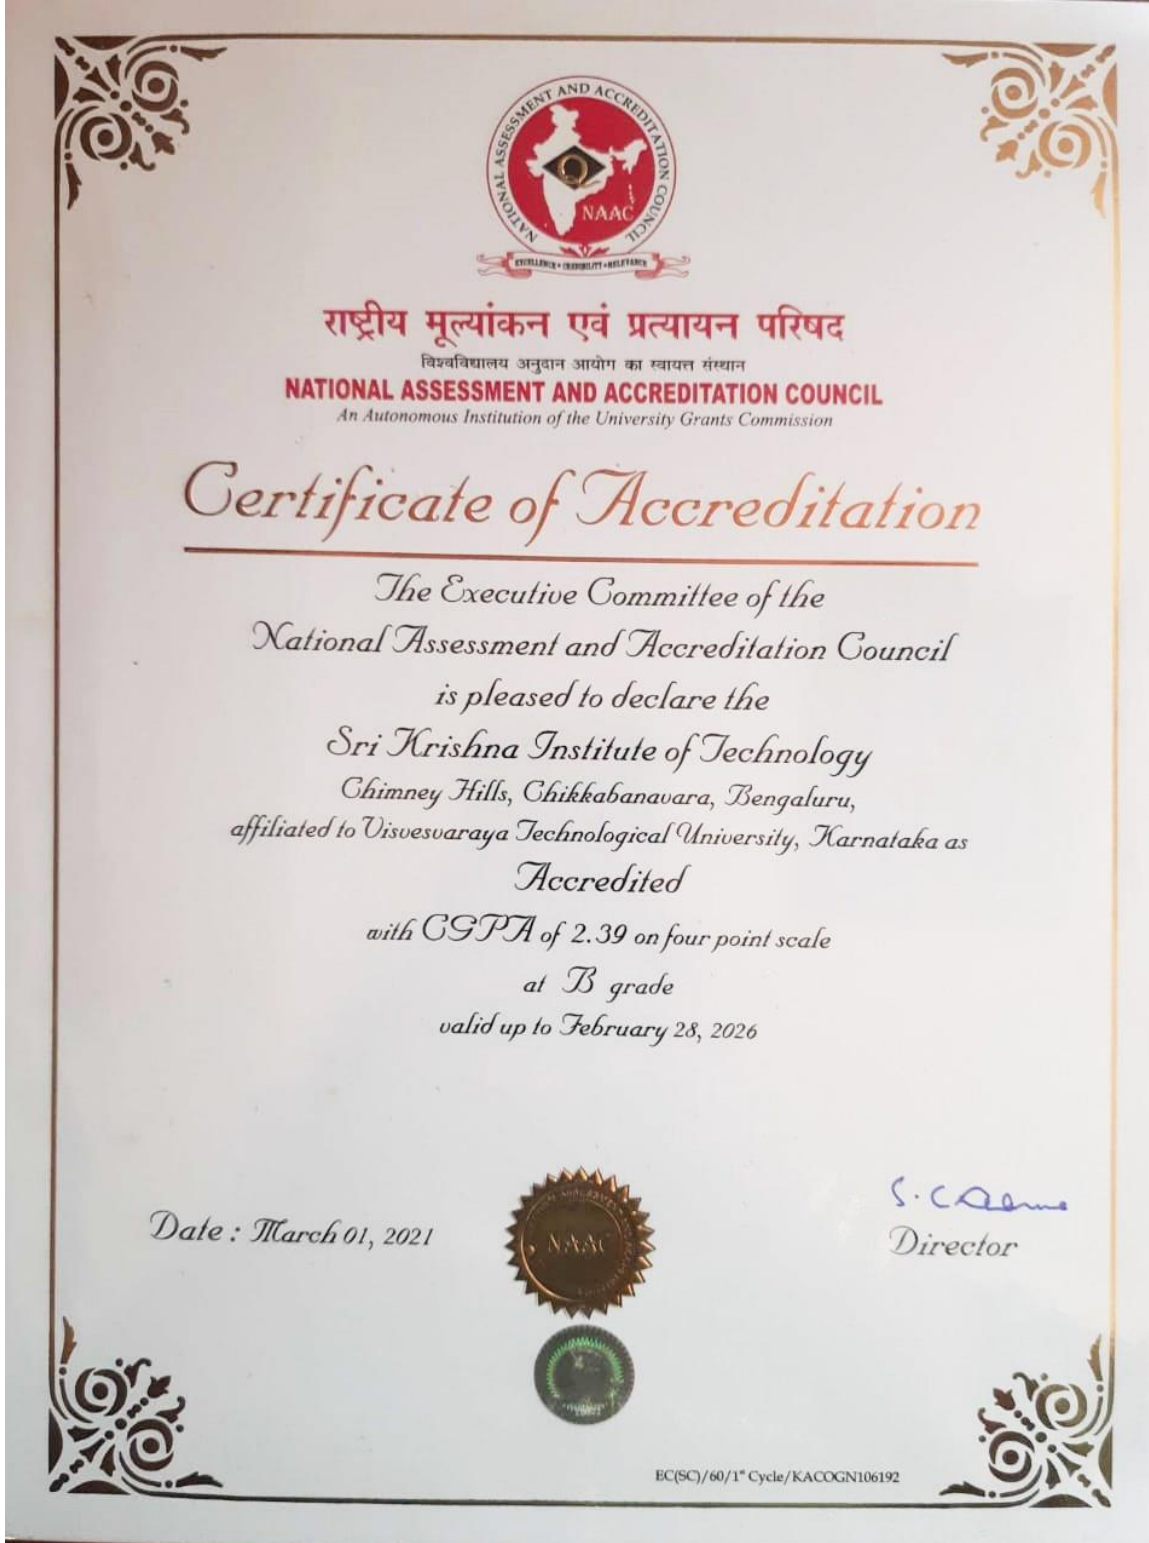 NATIONAL ASSESSMENT AND ACCREDITATION COUNCIL
NAAC
EXCELLENCE • CREDIBILITY • RELEVANCE
राष्ट्रीय मूल्यांकन एवं प्रत्यायन परिषद
विश्वविद्यालय अनुदान आयोग का स्वायत्त संस्थान
NATIONAL ASSESSMENT AND ACCREDITATION COUNCIL
An Autonomous Institution of the University Grants Commission
Certificate of Accreditation
The Executive Committee of the
National Assessment and Accreditation Council
is pleased to declare the
Sri Krishna Institute of Technology
Chimney Hills, Chikkabanavara, Bengaluru,
affiliated to Visvesvaraya Technological University, Karnataka as
Accredited
with CGPA of 2.39 on four point scale
at B grade
valid up to February 28, 2026
Date : March 01, 2021
NAAC
S. C
Director
EC(SC)/60/1st Cycle/KACOGN106192